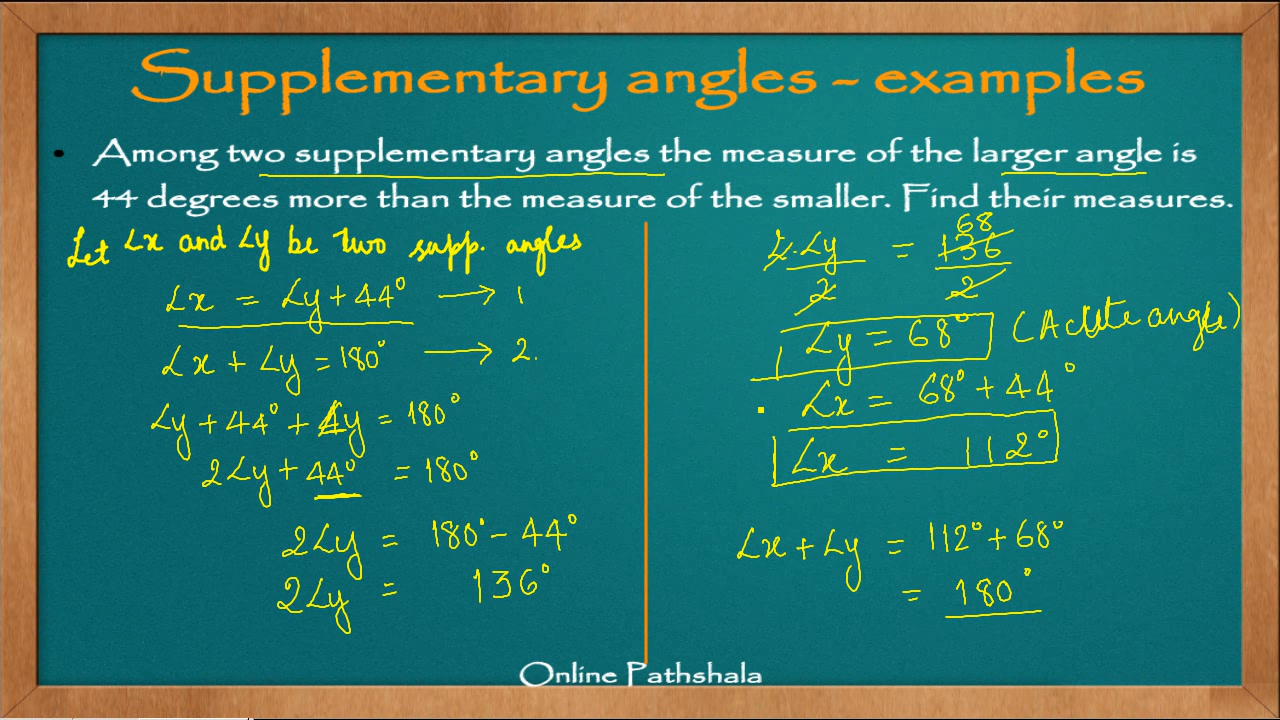 Supplementary angles - examples
• Among two supplementary angles the measure of the larger angle is
44 degrees more than the measure of the smaller. Find their measures.
Let ∠x and ∠y be two supp. angles
∠x = ∠y + 44° → 1
∠x + ∠y = 180° → 2.
∠y + 44° + ∠y = 180°
2∠y + 44° = 180°
2∠y = 180° - 44°
2∠y = 136°
68
2.∠y = 136
2 2
∠y = 68° (Acute angle)
∠x = 68° + 44°
∠x = 112°
∠x + ∠y = 112° + 68°
= 180°
Online Pathshala